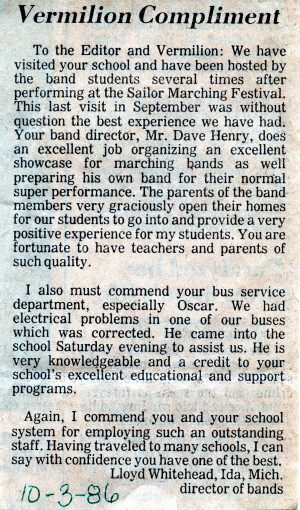 Vermilion Compliment
To the Editor and Vermilion: We have
visited your school and have been hosted by
the band students several times after
performing at the Sailor Marching Festival.
This last visit in September was without
question the best experience we have had.
Your band director, Mr. Dave Henry, does
an excellent job organizing an excellent
showcase for marching bands as well
preparing his own band for their normal
super performance. The parents of the band
members very graciously open their homes
for our students to go into and provide a very
positive experience for my students. You are
fortunate to have teachers and parents of
such quality.
I also must commend your bus service
department, especially Oscar. We had
electrical problems in one of our buses
which was corrected. He came into the
school Saturday evening to assist us. He is
very knowledgeable and a credit to your
school's excellent educational and support
programs.
Again, I commend you and your school
system for employing such an outstanding
staff. Having traveled to many schools, I can
say with confidence you have one of the best.
Lloyd Whitehead, Ida, Mich.
director of bands
10-3-86